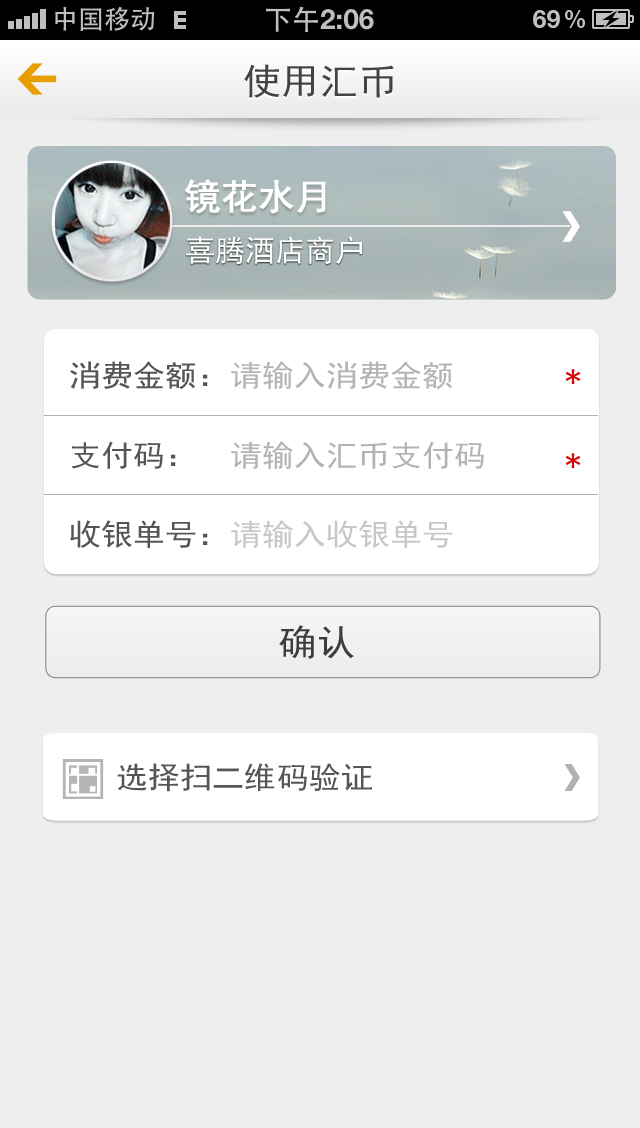 中国移动 E 下午2:06 69%
使用汇币
镜花水月
喜腾酒店商户
消费金额: 请输入消费金额 *
支付码: 请输入汇币支付码 *
收银单号: 请输入收银单号
确认
选择扫二维码验证